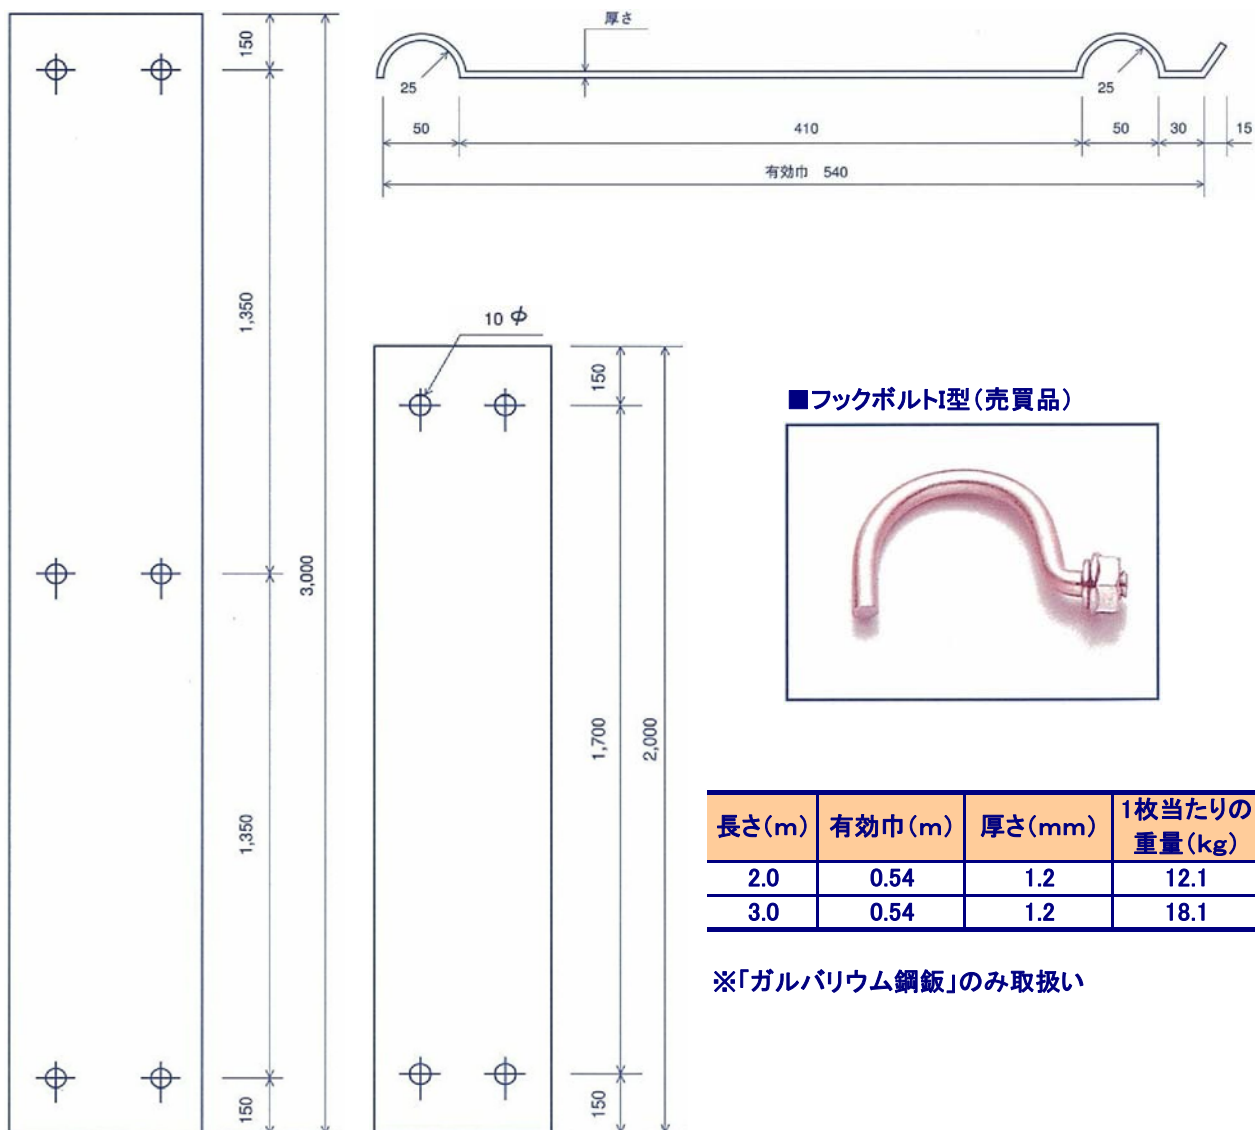 150
1,350
3,000
1,350
150
厚さ
25
25
50
410
50
30
15
有効巾 540
10 φ
150
1,700
2,000
150
■フックボルトI型(売買品)
長さ(m) 有効巾(m) 厚さ(mm) 1枚当たりの重量(kg)
2.0 0.54 1.2 12.1
3.0 0.54 1.2 18.1
※「ガルバリウム鋼鈑」のみ取扱い